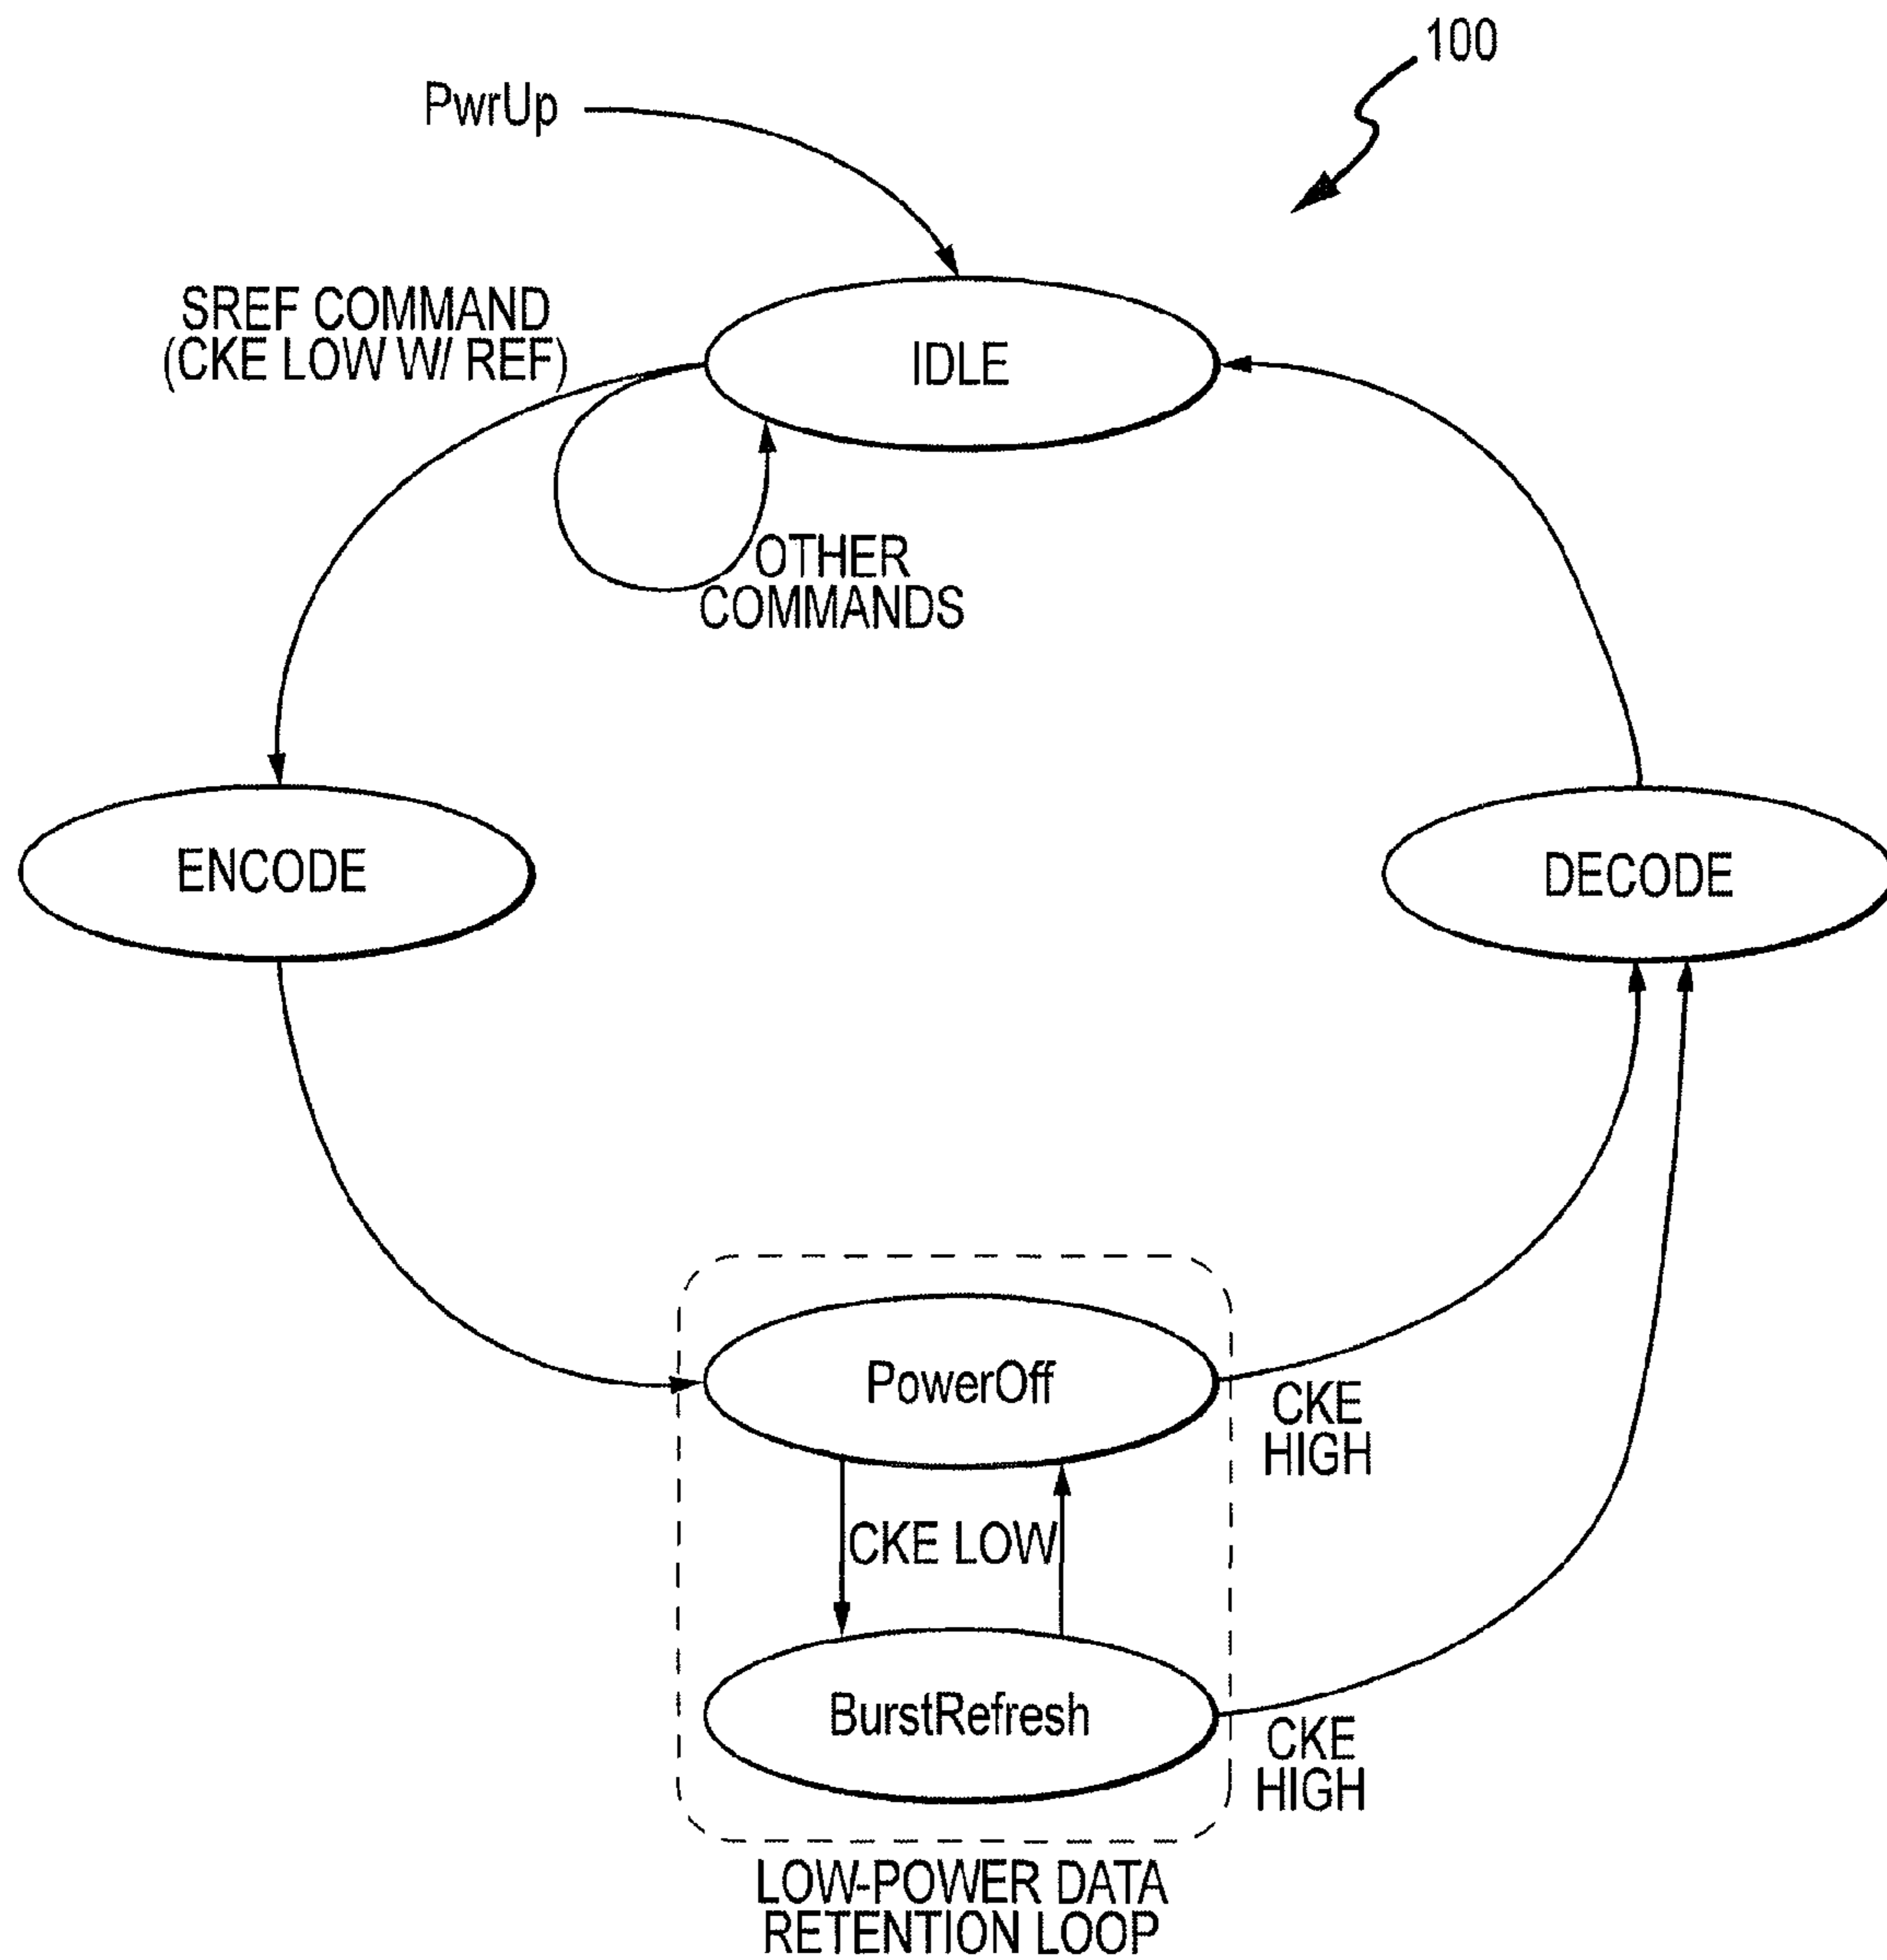 100
PwrUp
SREF COMMAND
(CKE LOW W/ REF)
IDLE
OTHER
COMMANDS
ENCODE
DECODE
PowerOff
CKE
HIGH
CKE LOW
BurstRefresh
CKE
HIGH
LOW-POWER DATA
RETENTION LOOP